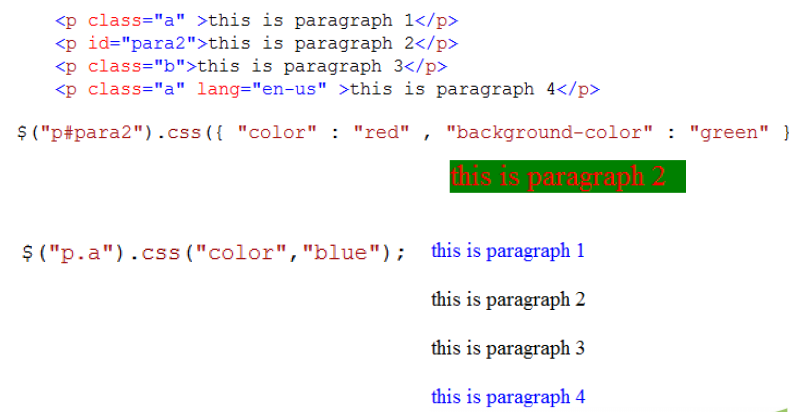 <p class="a" >this is paragraph 1</p>
<p id="para2">this is paragraph 2</p>
<p class="b">this is paragraph 3</p>
<p class="a" lang="en-us" >this is paragraph 4</p>
$("p#para2").css({ "color" : "red" , "background-color" : "green" }
this is paragraph 2
$("p.a").css("color","blue");
this is paragraph 1
this is paragraph 2
this is paragraph 3
this is paragraph 4